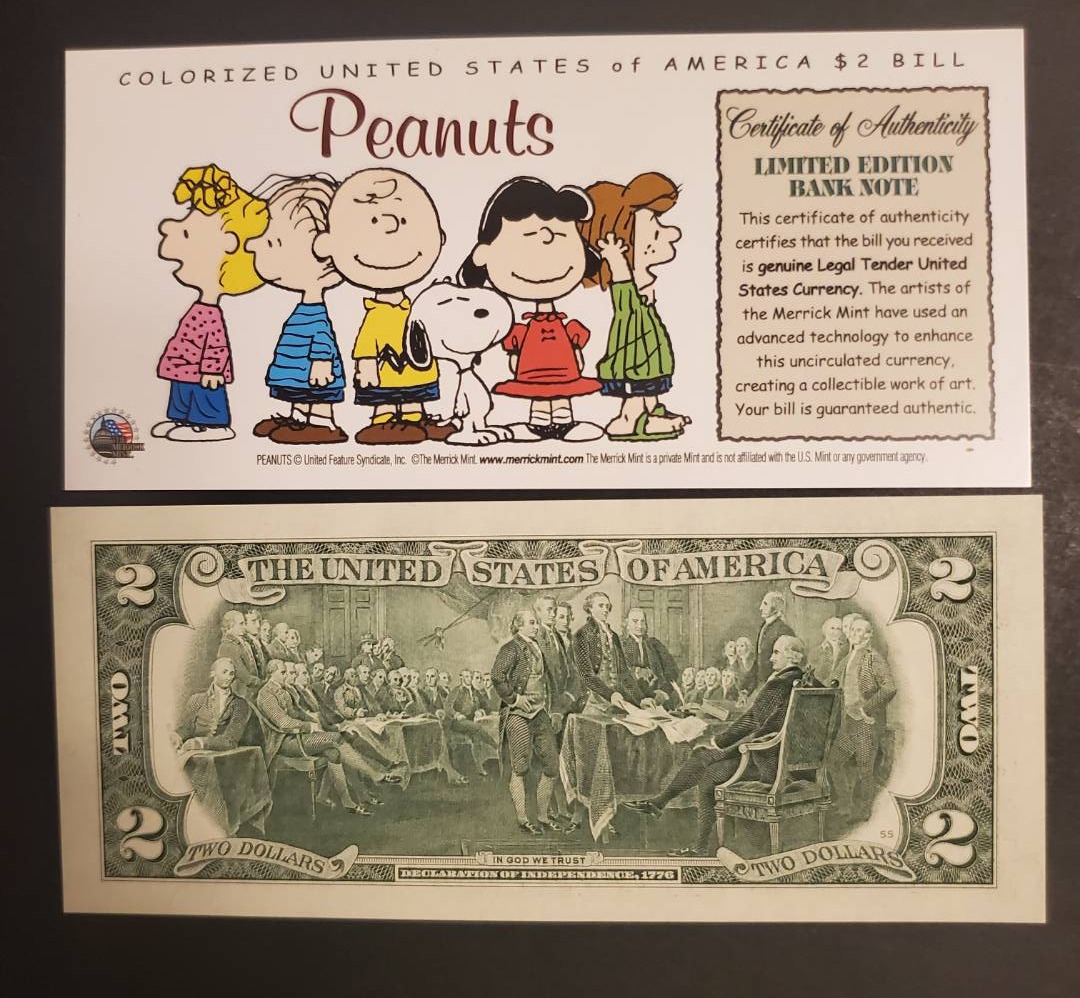 COLORIZED UNITED STATES of AMERICA $2 BILL
Peanuts
Certificate of Authenticity
LIMITED EDITION
BANK NOTE
This certificate of authenticity
certifies that the bill you received
is genuine Legal Tender United
States Currency. The artists of
the Merrick Mint have used an
advanced technology to enhance
this uncirculated currency,
creating a collectible work of art.
Your bill is guaranteed authentic.
MERRICK
MINT
PEANUTS © United Feature Syndicate, Inc. ©The Merrick Mint. www.merrickmint.com The Merrick Mint is a private Mint and is not affiliated with the U.S. Mint or any government agency.
2
THE UNITED STATES OF AMERICA
2
TWO
TWO
2
TWO DOLLARS
IN GOD WE TRUST
DECLARATION OF INDEPENDENCE, 1776
55
TWO DOLLARS
2